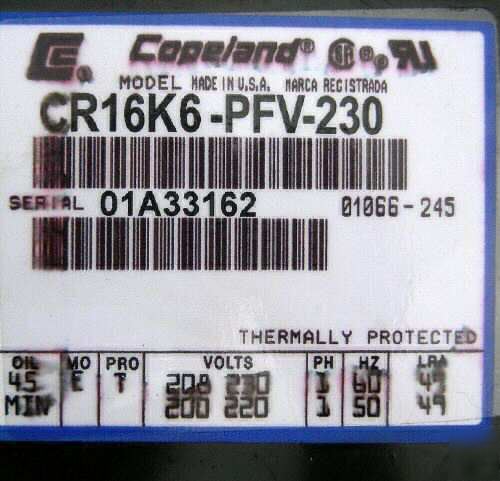 Copeland®
MODEL MADE IN U.S.A. MARCA REGISTRADA
CR16K6-PFV-230
SERIAL 01A33162 01066-245
THERMALLY PROTECTED
OIL MO PRO VOLTS PH HZ LRA
45 E T 208 230 1 60
MIN 200 220 1 50 49